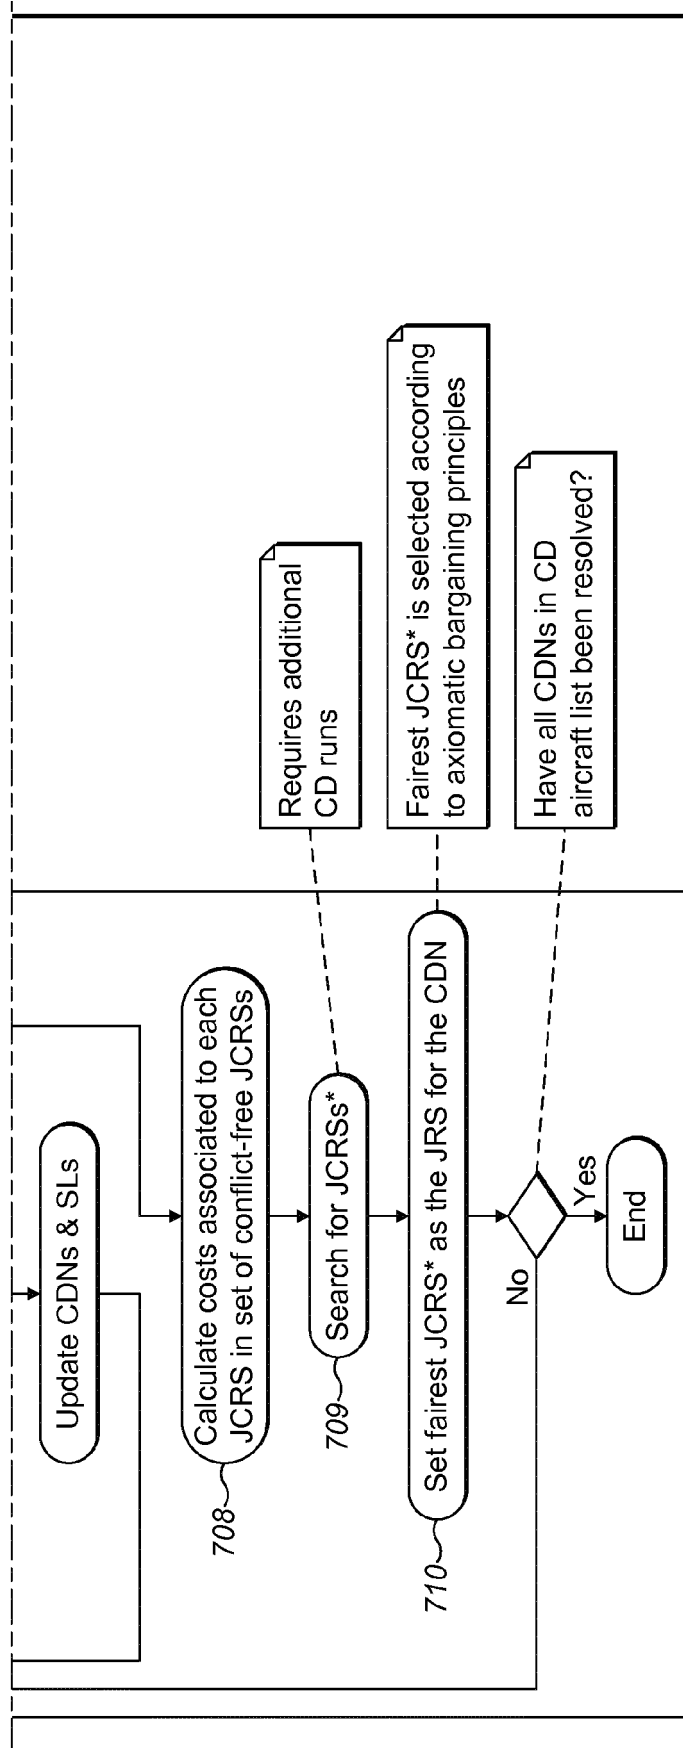 Update CDNs & SLs
708
Calculate costs associated to each
JCRS in set of conflict-free JCRSs
709
Search for JCRSs*
Requires additional
CD runs
710
Set fairest JCRS* as the JRS for the CDN
Fairest JCRS* is selected according
to axiomatic bargaining principles
No
Yes
Have all CDNs in CD
aircraft list been resolved?
End